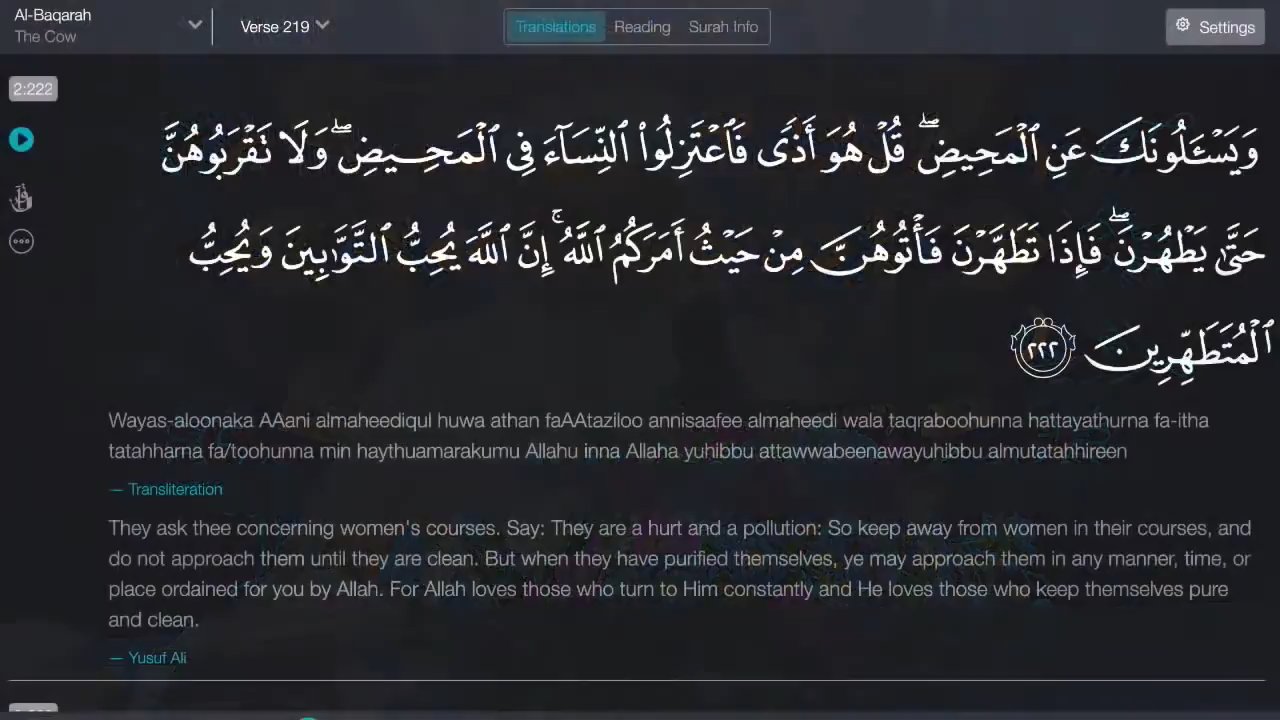 Al-Baqarah
The Cow
Verse 219
Translations
Reading
Surah Info
Settings
2:222
وَيَسْـَٔلُونَكَ عَنِ ٱلْمَحِيضِ ۖ قُلْ هُوَ أَذًى فَٱعْتَزِلُوا۟ ٱلنِّسَآءَ فِى ٱلْمَحِيضِ ۖ وَلَا تَقْرَبُوهُنَّ
حَتَّىٰ يَطْهُرْنَ ۖ فَإِذَا تَطَهَّرْنَ فَأْتُوهُنَّ مِنْ حَيْثُ أَمَرَكُمُ ٱللَّهُ ۚ إِنَّ ٱللَّهَ يُحِبُّ ٱلتَّوَّٰبِينَ وَيُحِبُّ
ٱلْمُتَطَهِّرِينَ ٢٢٢
Wayas-aloonaka AAani almaheediqul huwa athan faAAtaziloo annisaafee almaheedi wala taqraboohunna hattayathurna fa-itha
tatahharna fa/toohunna min haythuamarakumu Allahu inna Allaha yuhibbu attawwabeenawayuhibbu almutatahhireen
— Transliteration
They ask thee concerning women's courses. Say: They are a hurt and a pollution: So keep away from women in their courses, and
do not approach them until they are clean. But when they have purified themselves, ye may approach them in any manner, time, or
place ordained for you by Allah. For Allah loves those who turn to Him constantly and He loves those who keep themselves pure
and clean.
— Yusuf Ali